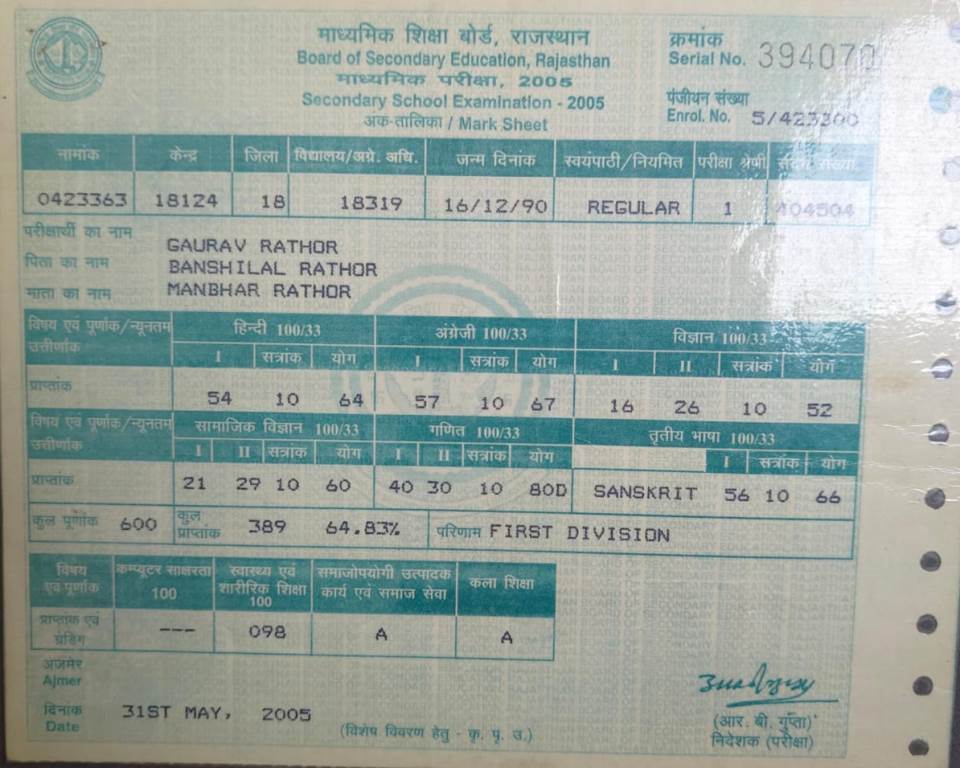 माध्यमिक शिक्षा बोर्ड, राजस्थान
Board of Secondary Education, Rajasthan
माध्यमिक परीक्षा, 2005
Secondary School Examination - 2005
अंक-तालिका / Mark Sheet
क्रमांक
Serial No. 394070
पंजीयन संख्या
Enrol. No. 5/423300
नामांक केन्द्र जिला विद्यालय/अग्रे. अधि. जन्म दिनांक स्वयंपाठी/नियमित परीक्षा श्रेणी संदर्भ संख्या
0423363 18124 18 18319 16/12/90 REGULAR 1 404504
परीक्षार्थी का नाम GAURAV RATHOR
पिता का नाम BANSHILAL RATHOR
माता का नाम MANBHAR RATHOR
विषय एवं पूर्णांक/न्यूनतम उत्तीर्णांक हिन्दी 100/33 अंग्रेजी 100/33 विज्ञान 100/33
I सत्रांक योग I सत्रांक योग I II सत्रांक योग
प्राप्तांक 54 10 64 57 10 67 16 26 10 52
विषय एवं पूर्णांक/न्यूनतम उत्तीर्णांक सामाजिक विज्ञान 100/33 गणित 100/33 तृतीय भाषा 100/33
I II सत्रांक योग I II सत्रांक योग I सत्रांक योग
प्राप्तांक 21 29 10 60 40 30 10 80D SANSKRIT 56 10 66
कुल पूर्णांक 600 कुल प्राप्तांक 389 64.83% परिणाम FIRST DIVISION
विषय एवं पूर्णांक कम्प्यूटर साक्षरता 100 स्वास्थ्य एवं शारीरिक शिक्षा 100 समाजोपयोगी उत्पादक कार्य एवं समाज सेवा कला शिक्षा
प्राप्तांक एवं ग्रेडिंग --- 098 A A
अजमेर
Ajmer
दिनांक
Date 31ST MAY, 2005
(विशेष विवरण हेतु - कृ. पृ. उ.)
(आर. बी. गुप्ता)
निदेशक (परीक्षा)